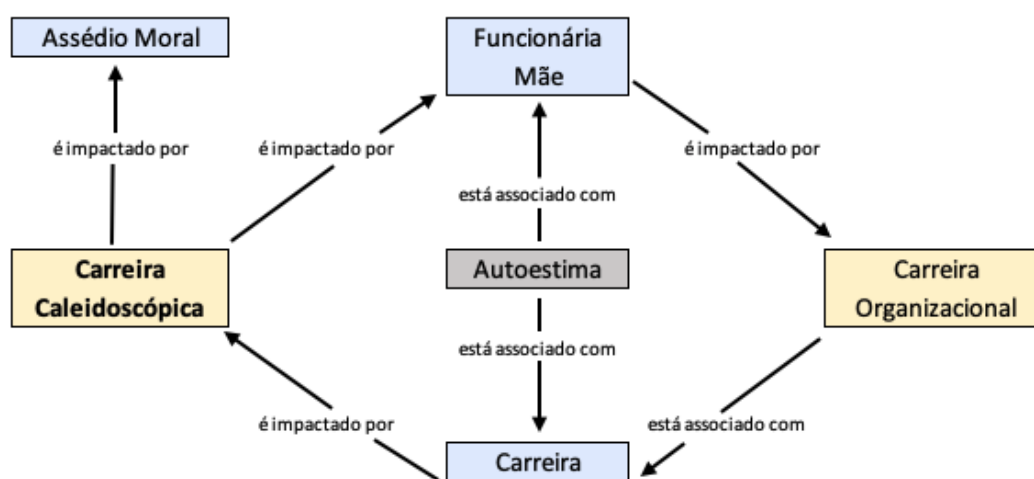 Assédio Moral
Funcionária
Mãe
é impactado por
é impactado por
é impactado por
está associado com
Carreira
Caleidoscópica
Autoestima
Carreira
Organizacional
está associado com
é impactado por
está associado com
Carreira